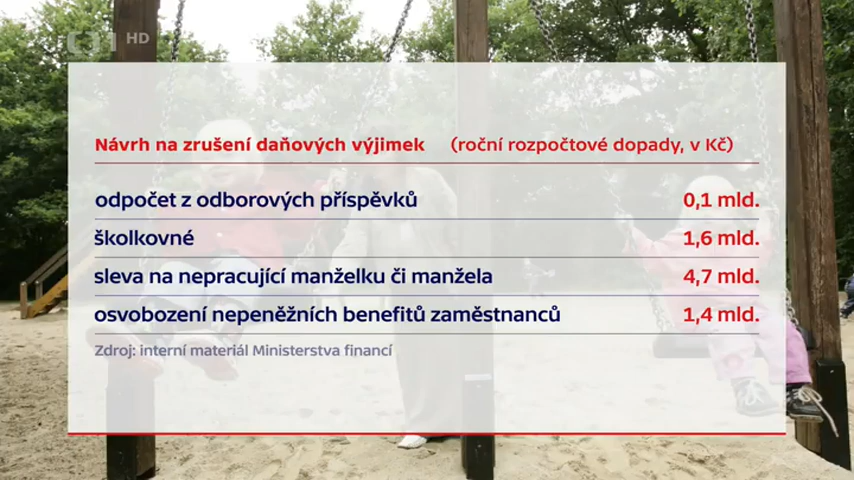 ČT1 HD
Návrh na zrušení daňových výjimek (roční rozpočtové dopady, v Kč)
odpočet z odborových příspěvků 0,1 mld.
školkovné 1,6 mld.
sleva na nepracující manželku či manžela 4,7 mld.
osvobození nepeněžních benefitů zaměstnanců 1,4 mld.
Zdroj: interní materiál Ministerstva financí